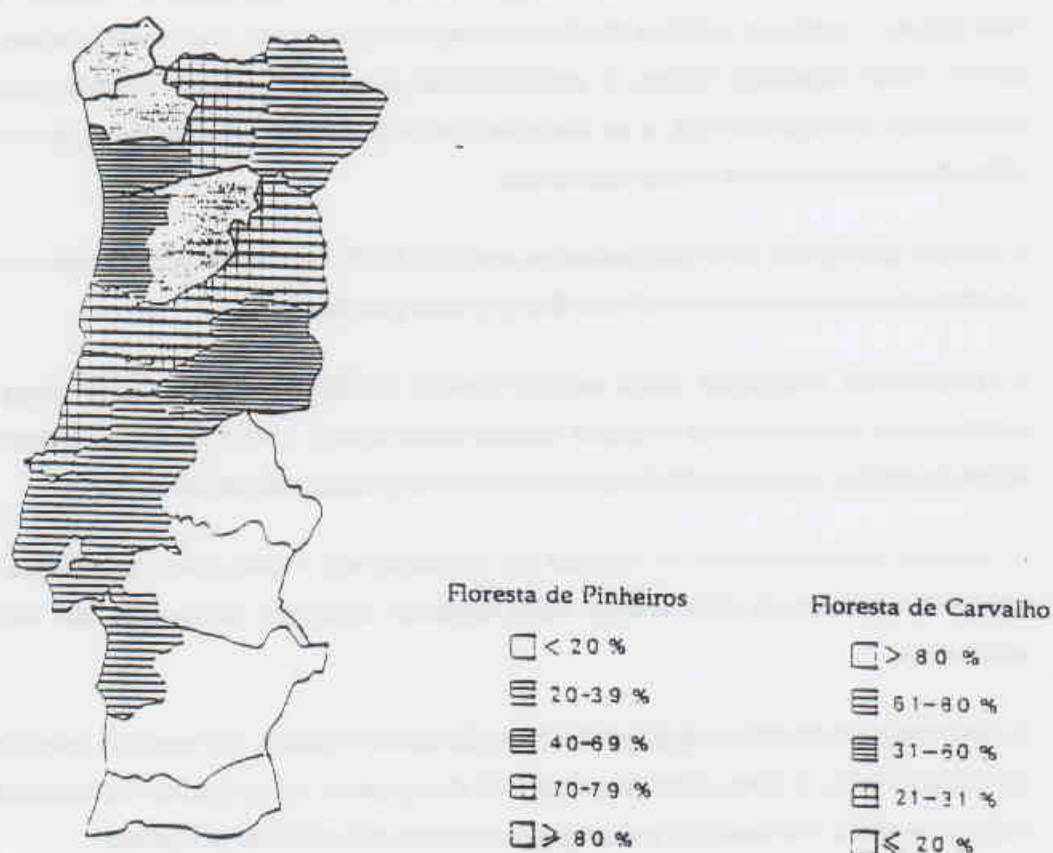 Floresta de Pinheiros
< 20 %
20-39 %
40-69 %
70-79 %
⩾ 80 %
Floresta de Carvalho
> 80 %
61-80 %
31-60 %
21-31 %
⩽ 20 %